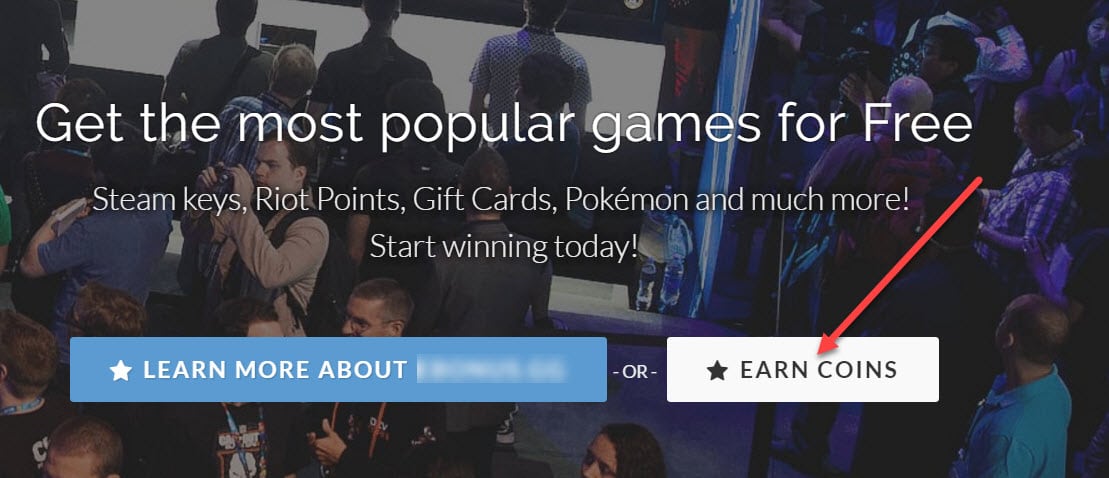 Get the most popular games for Free
Steam keys, Riot Points, Gift Cards, Pokémon and much more!
Start winning today!
LEARN MORE ABOUT
- OR -
EARN COINS